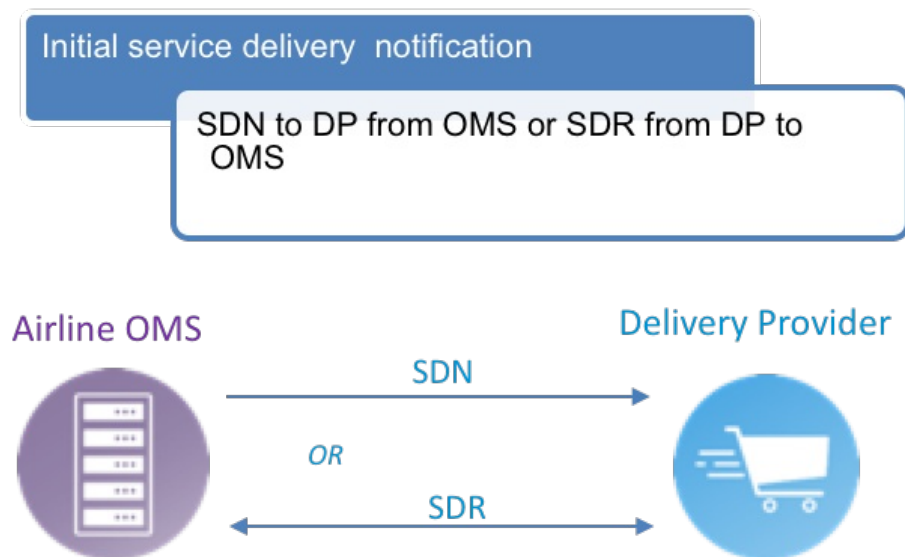 Initial service delivery  notification
SDN to DP from OMS or SDR from DP to
OMS
Airline OMS
Delivery Provider
SDN
OR
SDR